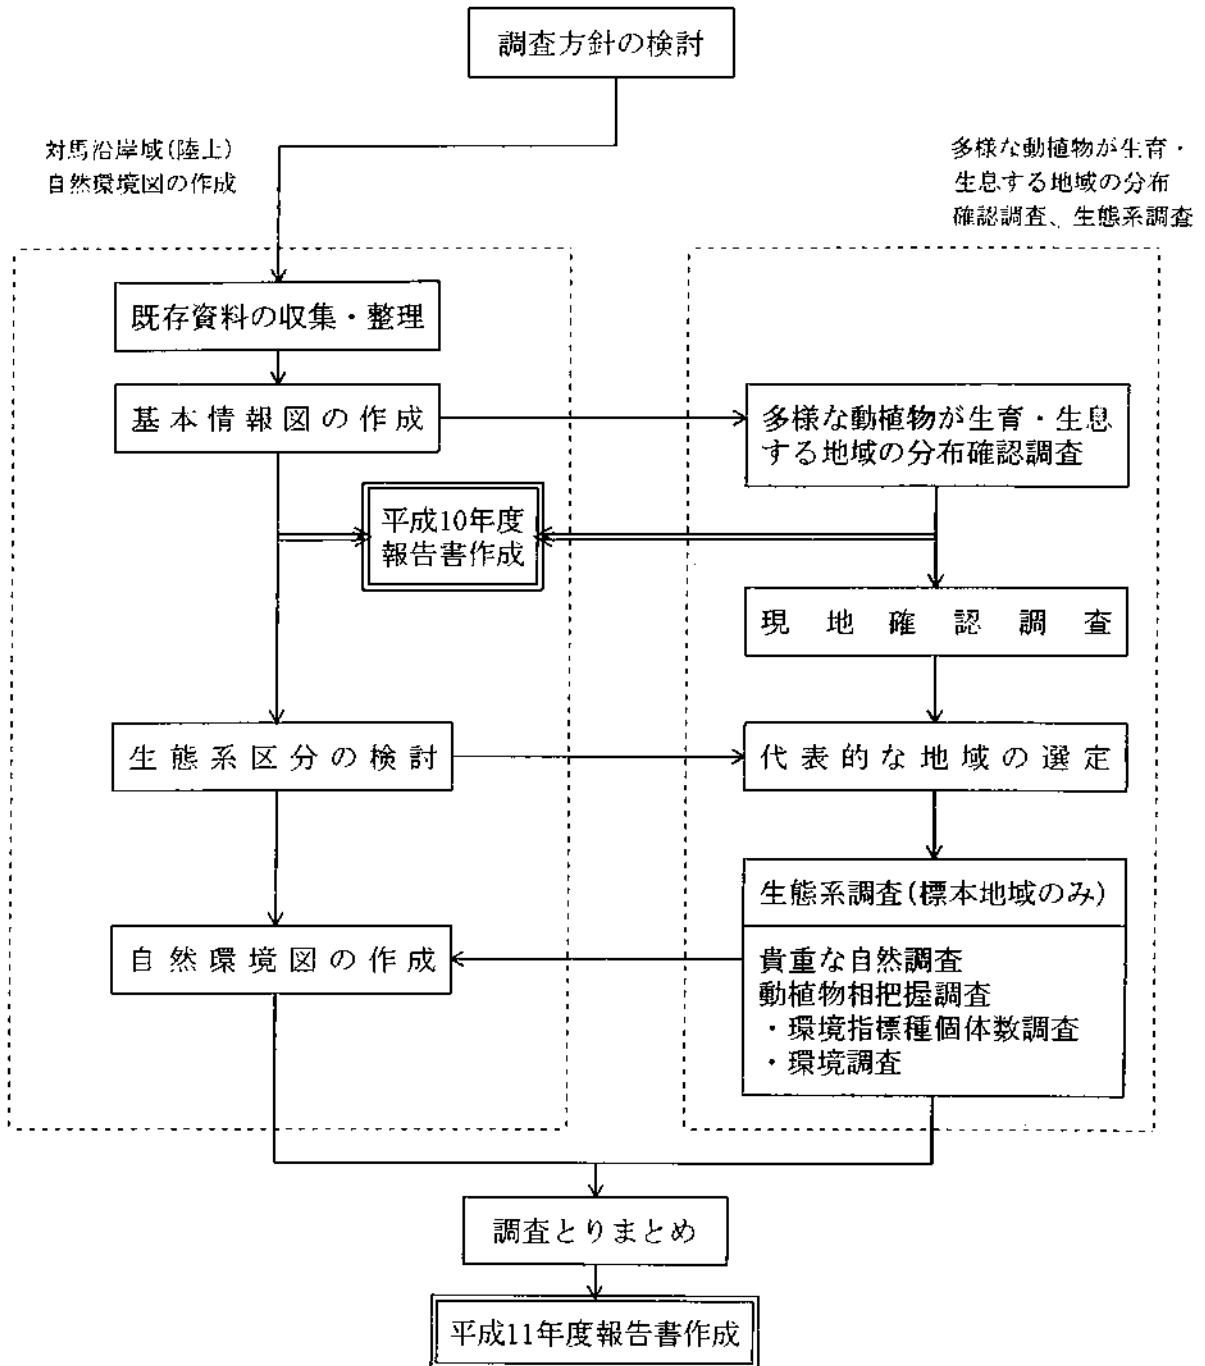 調査方針の検討
対馬沿岸域(陸上)
自然環境図の作成
多様な動植物が生育・
生息する地域の分布
確認調査、生態系調査
既存資料の収集・整理
基本情報図の作成
多様な動植物が生育・生息
する地域の分布確認調査
平成10年度
報告書作成
現地確認調査
生態系区分の検討
代表的な地域の選定
生態系調査(標本地域のみ)
自然環境図の作成
貴重な自然調査
動植物相把握調査
・環境指標種個体数調査
・環境調査
調査とりまとめ
平成11年度報告書作成